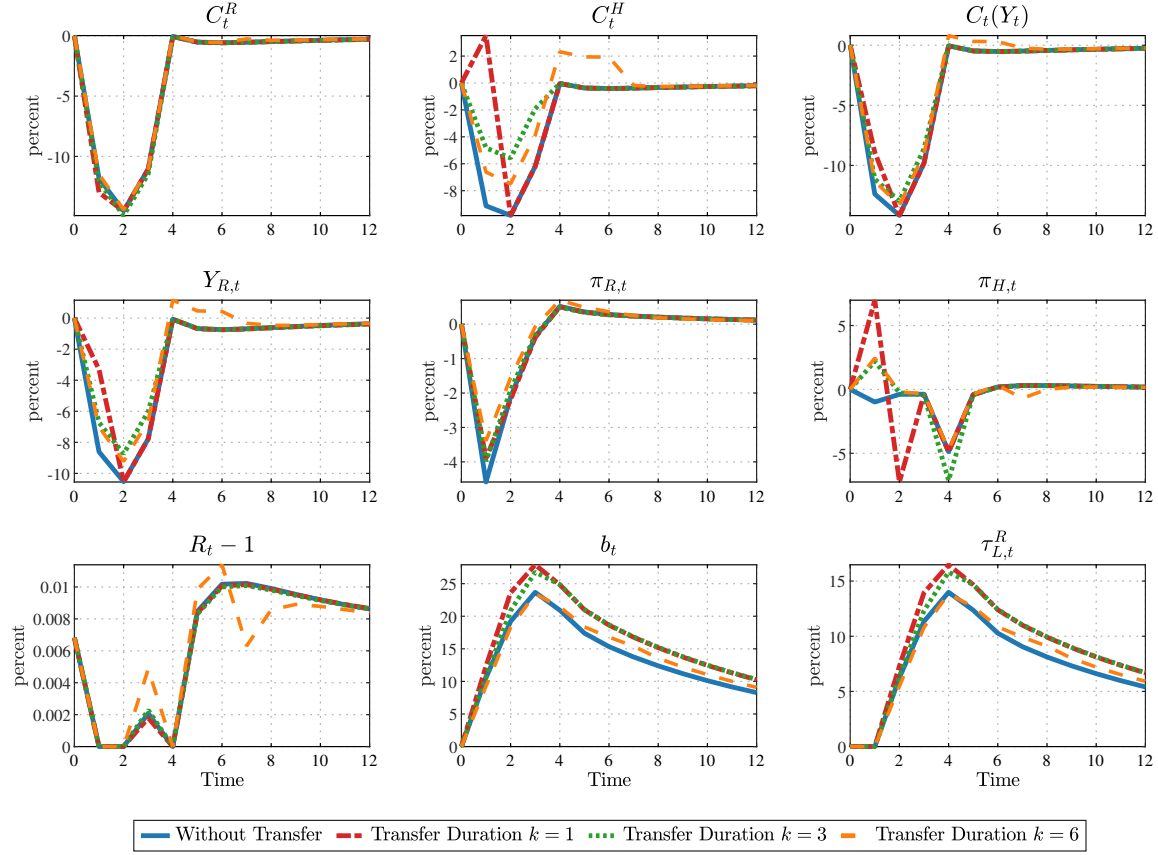 $C_t^R$ $C_t^H$ $C_t(Y_t)$
percent 0 -5 -10
0 2 4 6 8 10 12
percent 2 0 -2 -4 -6 -8
0 2 4 6 8 10 12
percent 0 -5 -10
0 2 4 6 8 10 12
$Y_{R,t}$ $\pi_{R,t}$ $\pi_{H,t}$
percent 0 -2 -4 -6 -8 -10
0 2 4 6 8 10 12
percent 0 -1 -2 -3 -4
0 2 4 6 8 10 12
percent 5 0 -5
0 2 4 6 8 10 12
$R_t - 1$ $b_t$ $\tau_{L,t}^R$
percent 0.01 0.008 0.006 0.004 0.002 0
0 2 4 6 8 10 12
Time
percent 25 20 15 10 5 0
0 2 4 6 8 10 12
Time
percent 15 10 5 0
0 2 4 6 8 10 12
Time
Without Transfer Transfer Duration $k = 1$ Transfer Duration $k = 3$ Transfer Duration $k = 6$